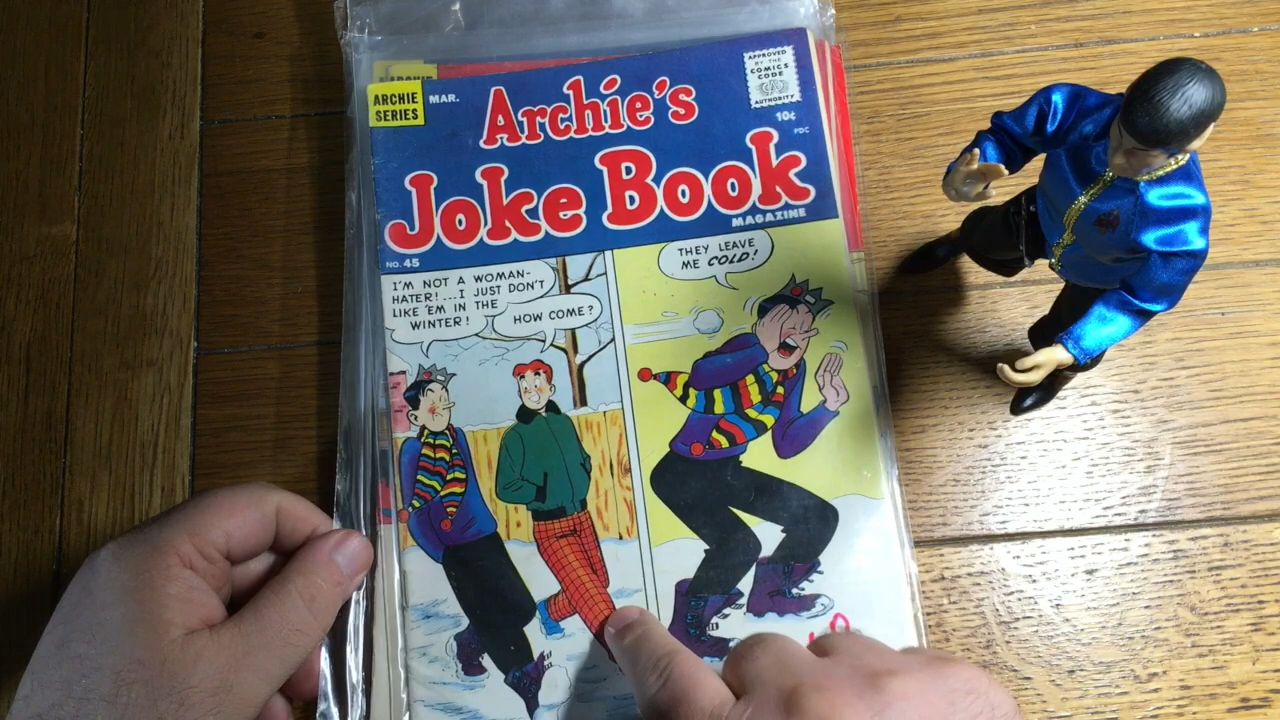 ARCHIE
ARCHIE
SERIES
MAR.
Archie's
Joke Book
MAGAZINE
APPROVED
BY THE
COMICS
CODE
AUTHORITY
10¢
PDC
NO. 45
I'M NOT A WOMAN-
HATER!...I JUST DON'T
LIKE 'EM IN THE
WINTER!
HOW COME?
THEY LEAVE
ME COLD!